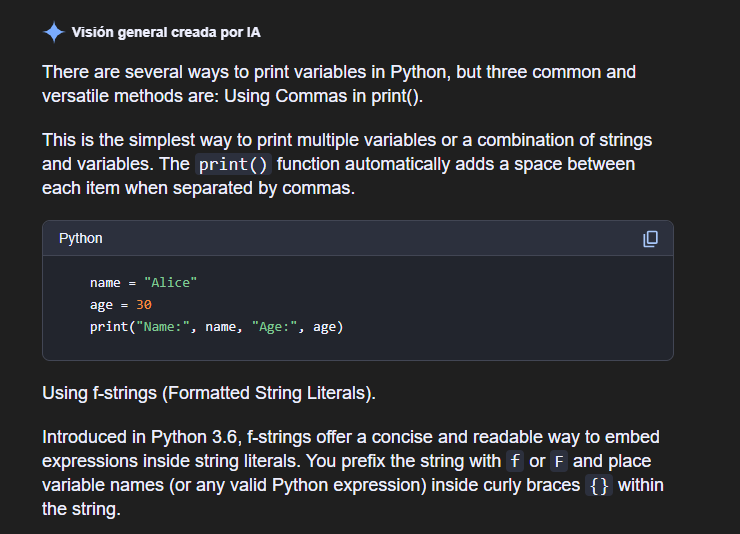 Visión general creada por IA
There are several ways to print variables in Python, but three common and
versatile methods are: Using Commas in print().
This is the simplest way to print multiple variables or a combination of strings
and variables. The print() function automatically adds a space between
each item when separated by commas.
Python
name = "Alice"
age = 30
print("Name:", name, "Age:", age)
Using f-strings (Formatted String Literals).
Introduced in Python 3.6, f-strings offer a concise and readable way to embed
expressions inside string literals. You prefix the string with f or F and place
variable names (or any valid Python expression) inside curly braces {} within
the string.